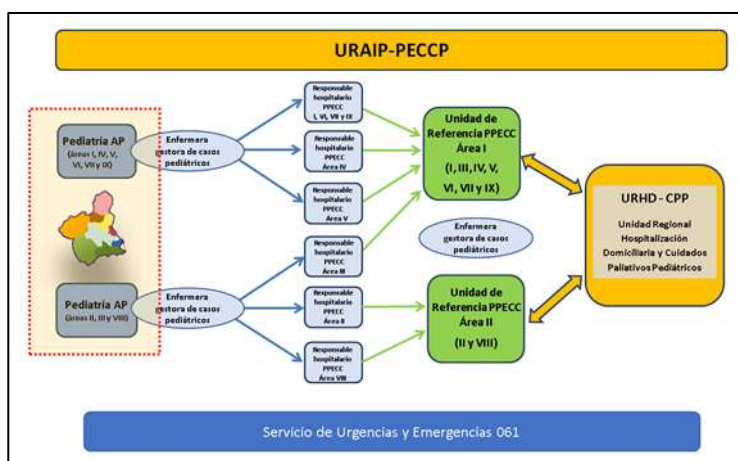 URAIP-PECCP
Pediatría AP
(áreas I, IV, V,
VI, VII y IX)
Enfermera
gestora de casos
pediátricos
Responsable
hospitalario
PPECC
I, VI, VII y IX
Responsable
hospitalario
PPECC
Área IV
Responsable
hospitalario
PPECC
Área V
Unidad de
Referencia PPECC
Área I
(I, III, IV, V,
VI, VII y IX)
URHD - CPP
Unidad Regional
Hospitalización
Domiciliaria y Cuidados
Paliativos Pediátricos
Enfermera
gestora de casos
pediátricos
Pediatría AP
(áreas II, III y VIII)
Enfermera
gestora de casos
pediátricos
Responsable
hospitalario
PPECC
Área III
Responsable
hospitalario
PPECC
Área II
Responsable
hospitalario
PPECC
Área VIII
Unidad de
Referencia PPECC
Área II
(II y VIII)
Servicio de Urgencias y Emergencias 061